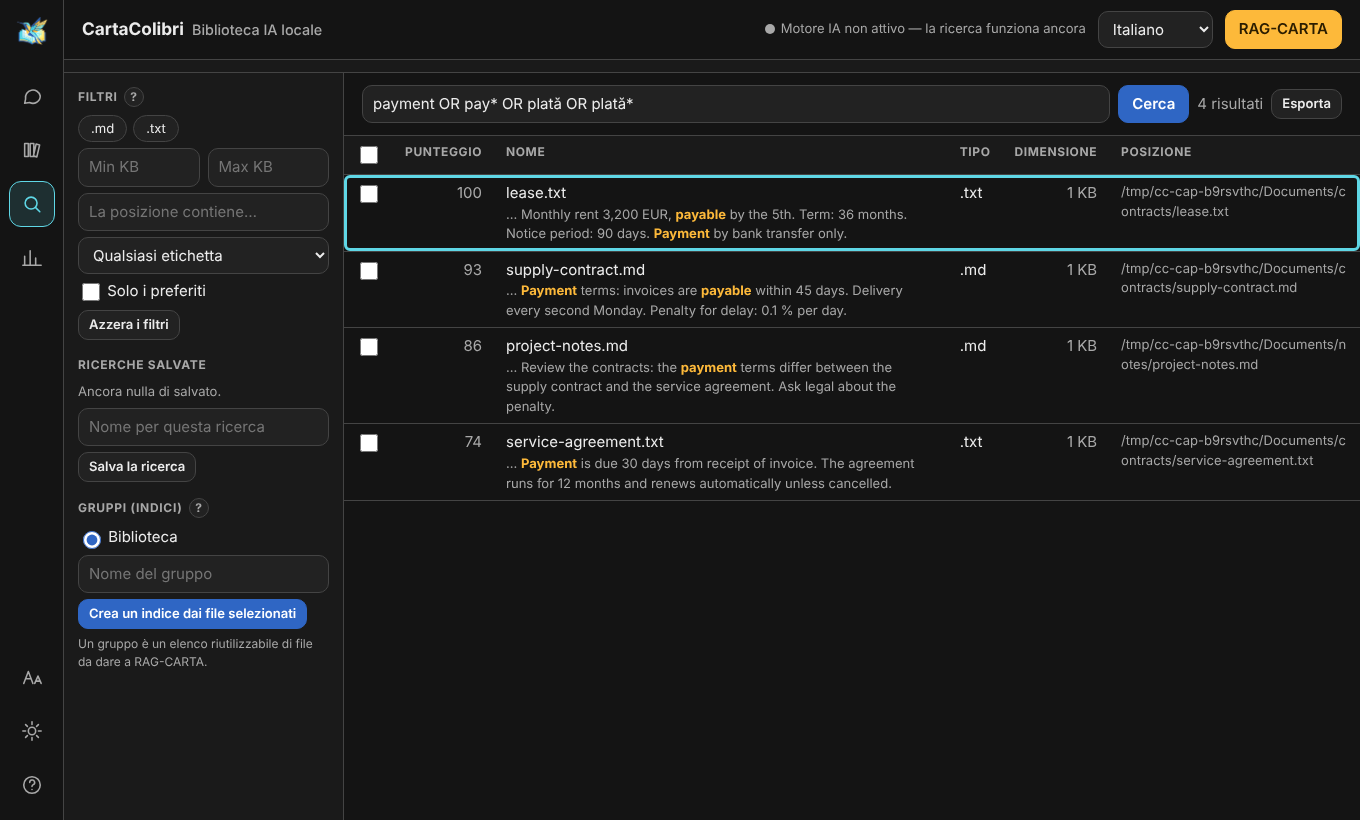 CartaColibri Biblioteca IA locale
Motore IA non attivo — la ricerca funziona ancora
Italiano
RAG-CARTA
FILTRI ?
.md .txt
Min KB Max KB
La posizione contiene...
Qualsiasi etichetta
Solo i preferiti
Azzera i filtri
RICERCHE SALVATE
Ancora nulla di salvato.
Nome per questa ricerca
Salva la ricerca
GRUPPI (INDICI) ?
Biblioteca
Nome del gruppo
Crea un indice dai file selezionati
Un gruppo è un elenco riutilizzabile di file
da dare a RAG-CARTA.
payment OR pay* OR plată OR plată*
Cerca
4 risultati
Esporta
PUNTEGGIO NOME TIPO DIMENSIONE POSIZIONE
100 lease.txt .txt 1 KB /tmp/cc-cap-b9rsvthc/Documents/c
ontracts/lease.txt
... Monthly rent 3,200 EUR, payable by the 5th. Term: 36 months.
Notice period: 90 days. Payment by bank transfer only.
93 supply-contract.md .md 1 KB /tmp/cc-cap-b9rsvthc/Documents/c
ontracts/supply-contract.md
... Payment terms: invoices are payable within 45 days. Delivery
every second Monday. Penalty for delay: 0.1 % per day.
86 project-notes.md .md 1 KB /tmp/cc-cap-b9rsvthc/Documents/n
otes/project-notes.md
... Review the contracts: the payment terms differ between the
supply contract and the service agreement. Ask legal about the
penalty.
74 service-agreement.txt .txt 1 KB /tmp/cc-cap-b9rsvthc/Documents/c
ontracts/service-agreement.txt
... Payment is due 30 days from receipt of invoice. The agreement
runs for 12 months and renews automatically unless cancelled.
AA
?